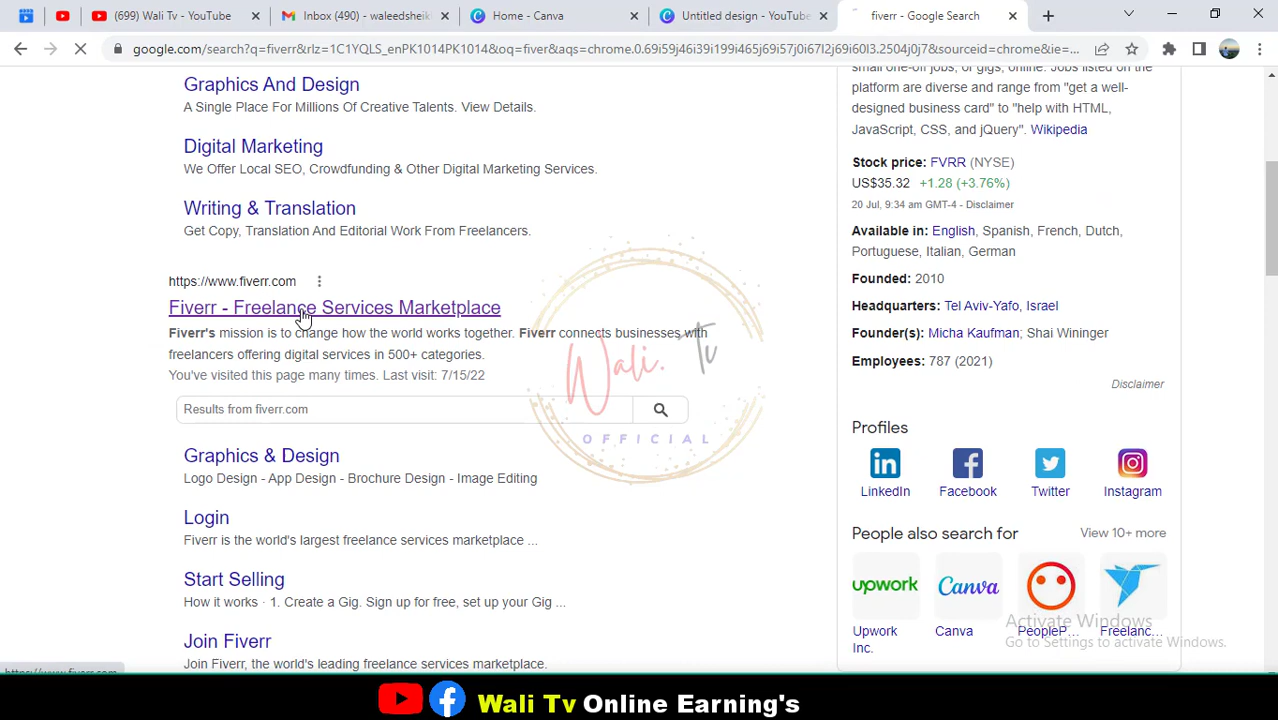 (699) Wali Tv - YouTube
Inbox (490) - waleedsheik
Home - Canva
Untitled design - YouTube
fiverr - Google Search
google.com/search?q=fiverr&rlz=1C1YQLS_enPK1014PK1014&oq=fiver&aqs=chrome.0.69i59j46i39i199i465j69i57j0i67l2j69i60l3.2504j0j7&sourceid=chrome&ie=...
Graphics And Design
A Single Place For Millions Of Creative Talents. View Details.
Digital Marketing
We Offer Local SEO, Crowdfunding & Other Digital Marketing Services.
Writing & Translation
Get Copy, Translation And Editorial Work From Freelancers.
https://www.fiverr.com
Fiverr - Freelance Services Marketplace
Fiverr's mission is to change how the world works together. Fiverr connects businesses with
freelancers offering digital services in 500+ categories.
You've visited this page many times. Last visit: 7/15/22
Results from fiverr.com
Graphics & Design
Logo Design - App Design - Brochure Design - Image Editing
Login
Fiverr is the world's largest freelance services marketplace ...
Start Selling
How it works · 1. Create a Gig. Sign up for free, set up your Gig ...
Join Fiverr
Join Fiverr, the world's leading freelance services marketplace.
https://www.fiverr.com
Wali. Tv
OFFICIAL
small one-off jobs, or gigs, online. Jobs listed on the
platform are diverse and range from "get a well-
designed business card" to "help with HTML,
JavaScript, CSS, and jQuery". Wikipedia
Stock price: FVRR (NYSE)
US$35.32 +1.28 (+3.76%)
20 Jul, 9:34 am GMT-4 - Disclaimer
Available in: English, Spanish, French, Dutch,
Portuguese, Italian, German
Founded: 2010
Headquarters: Tel Aviv-Yafo, Israel
Founder(s): Micha Kaufman; Shai Wininger
Employees: 787 (2021)
Disclaimer
Profiles
LinkedIn
Facebook
Twitter
Instagram
People also search for
View 10+ more
upwork
Canva
Upwork
Inc.
Canva
PeopleP...
Freelanc...
Activate Windows
Go to Settings to activate Windows.
Wali Tv Online Earning's